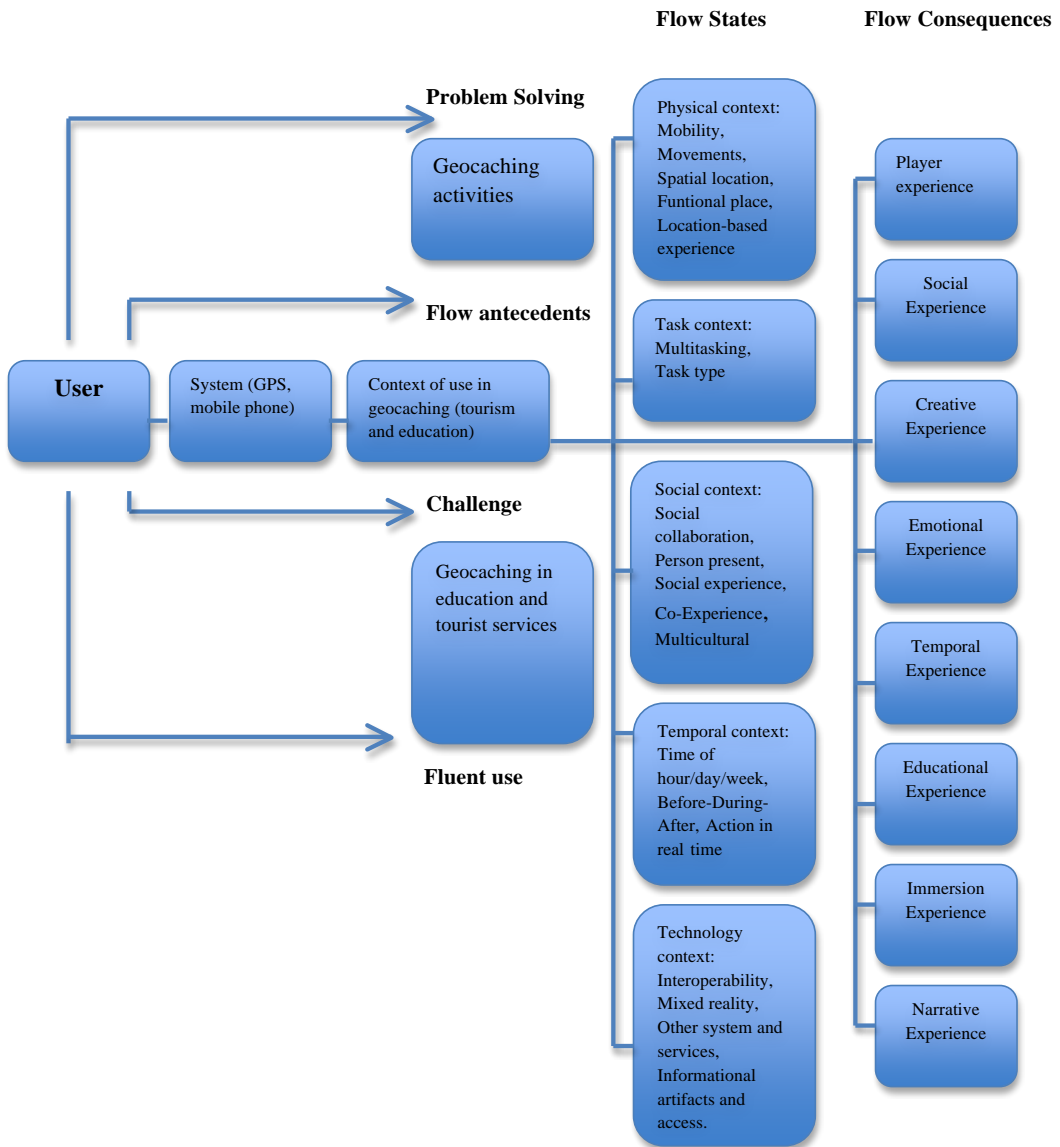 Flow States
Flow Consequences
Problem Solving
Geocaching
activities
Flow antecedents
User
System (GPS,
mobile phone)
Context of use in
geocaching (tourism
and education)
Challenge
Geocaching in
education and
tourist services
Fluent use
Physical context:
Mobility,
Movements,
Spatial location,
Funtional place,
Location-based
experience
Task context:
Multitasking,
Task type
Social context:
Social
collaboration,
Person present,
Social experience,
Co-Experience,
Multicultural
Temporal context:
Time of
hour/day/week,
Before-During-
After, Action in
real time
Technology
context:
Interoperability,
Mixed reality,
Other system and
services,
Informational
artifacts and
access.
Player
experience
Social
Experience
Creative
Experience
Emotional
Experience
Temporal
Experience
Educational
Experience
Immersion
Experience
Narrative
Experience